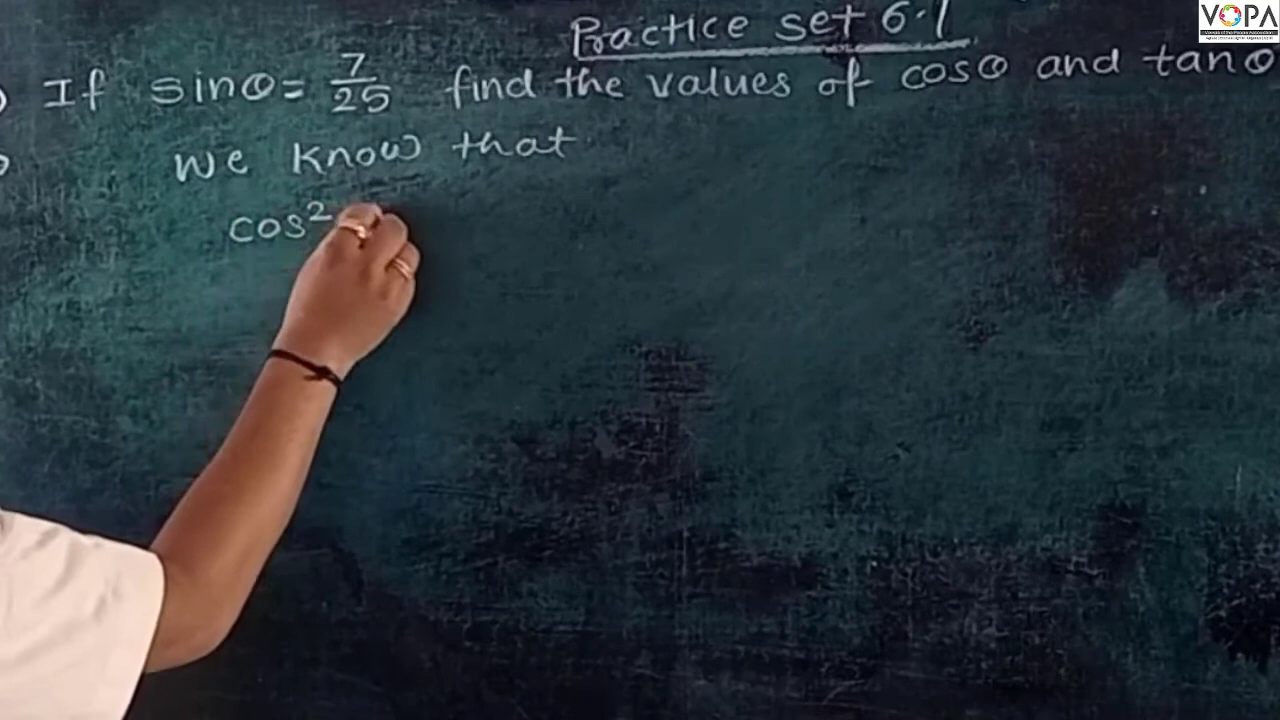 VOPA
Practice set 6.1
If sinθ = 7/25 find the values of cosθ and tanθ
We know that
cos²